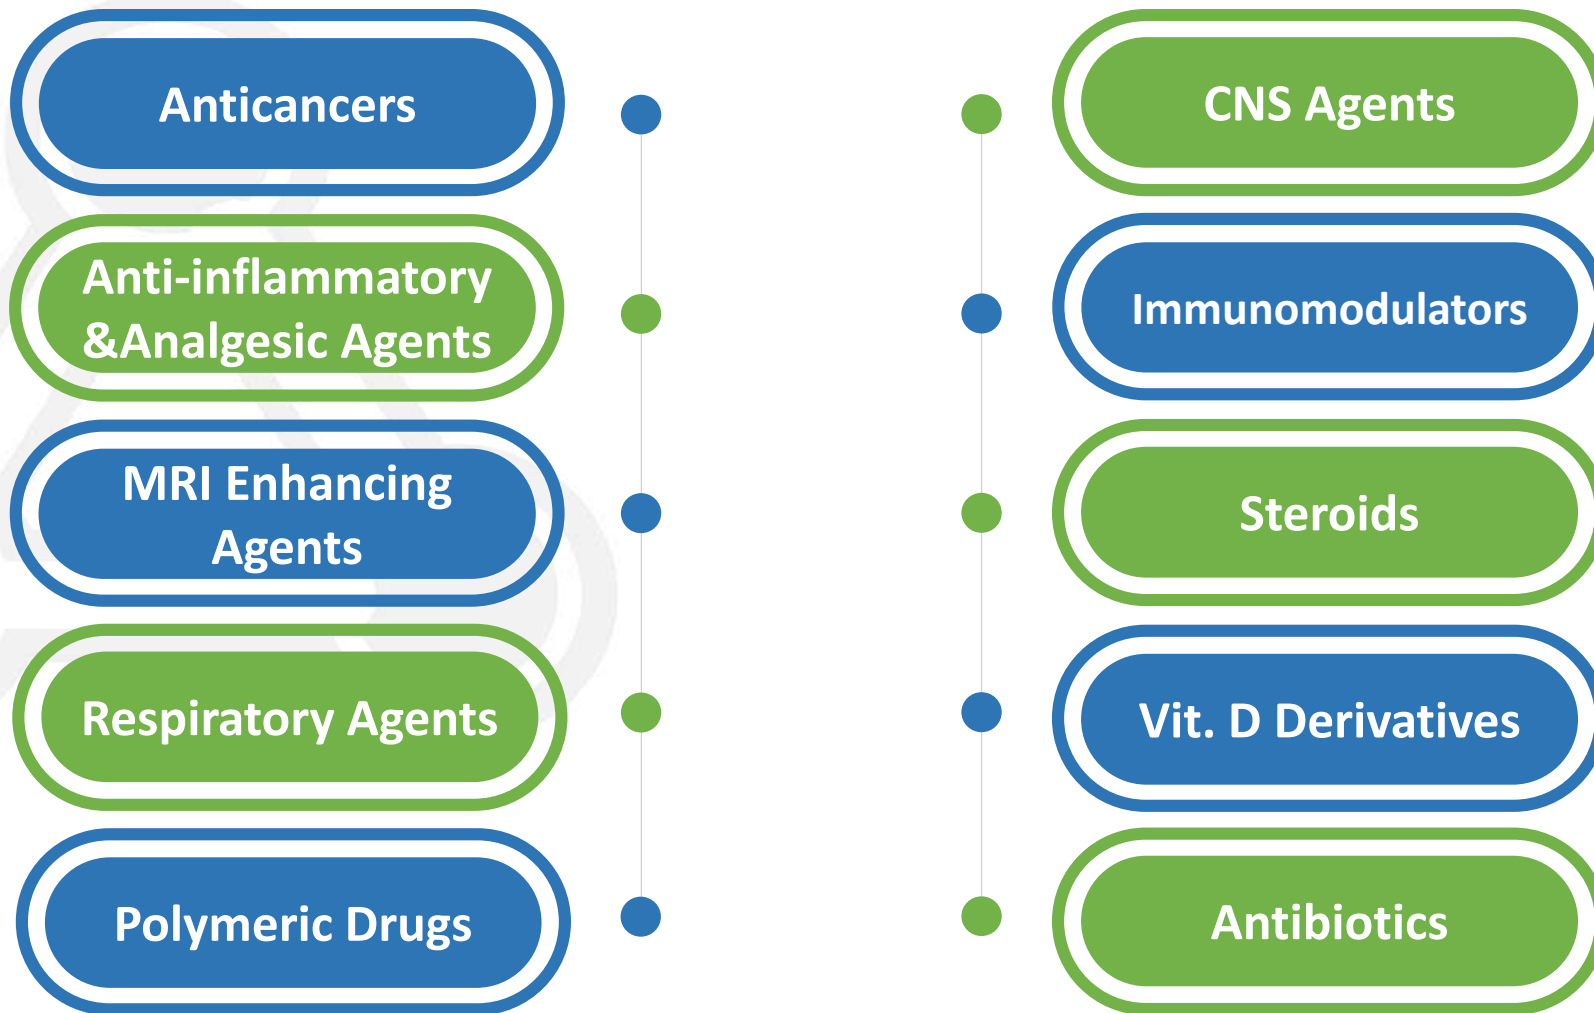 Anticancers
Anti-inflammatory
&Analgesic Agents
MRI Enhancing
Agents
Respiratory Agents
Polymeric Drugs
CNS Agents
Immunomodulators
Steroids
Vit. D Derivatives
Antibiotics